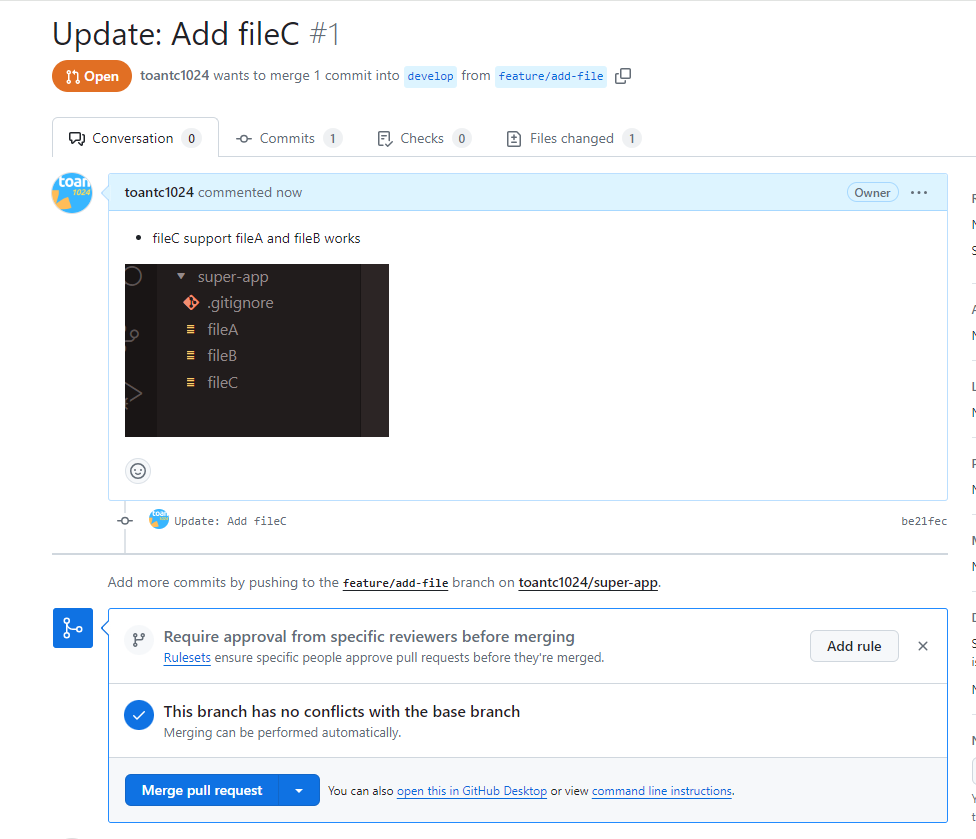 Update: Add fileC #1
Open toantc1024 wants to merge 1 commit into develop from feature/add-file
Conversation 0 Commits 1 Checks 0 Files changed 1
toan
1024
toantc1024 commented now Owner
fileC support fileA and fileB works
super-app
.gitignore
fileA
fileB
fileC
Update: Add fileC be21fec
Add more commits by pushing to the feature/add-file branch on toantc1024/super-app.
Require approval from specific reviewers before merging
Rulesets ensure specific people approve pull requests before they're merged.
Add rule
This branch has no conflicts with the base branch
Merging can be performed automatically.
Merge pull request You can also open this in GitHub Desktop or view command line instructions.